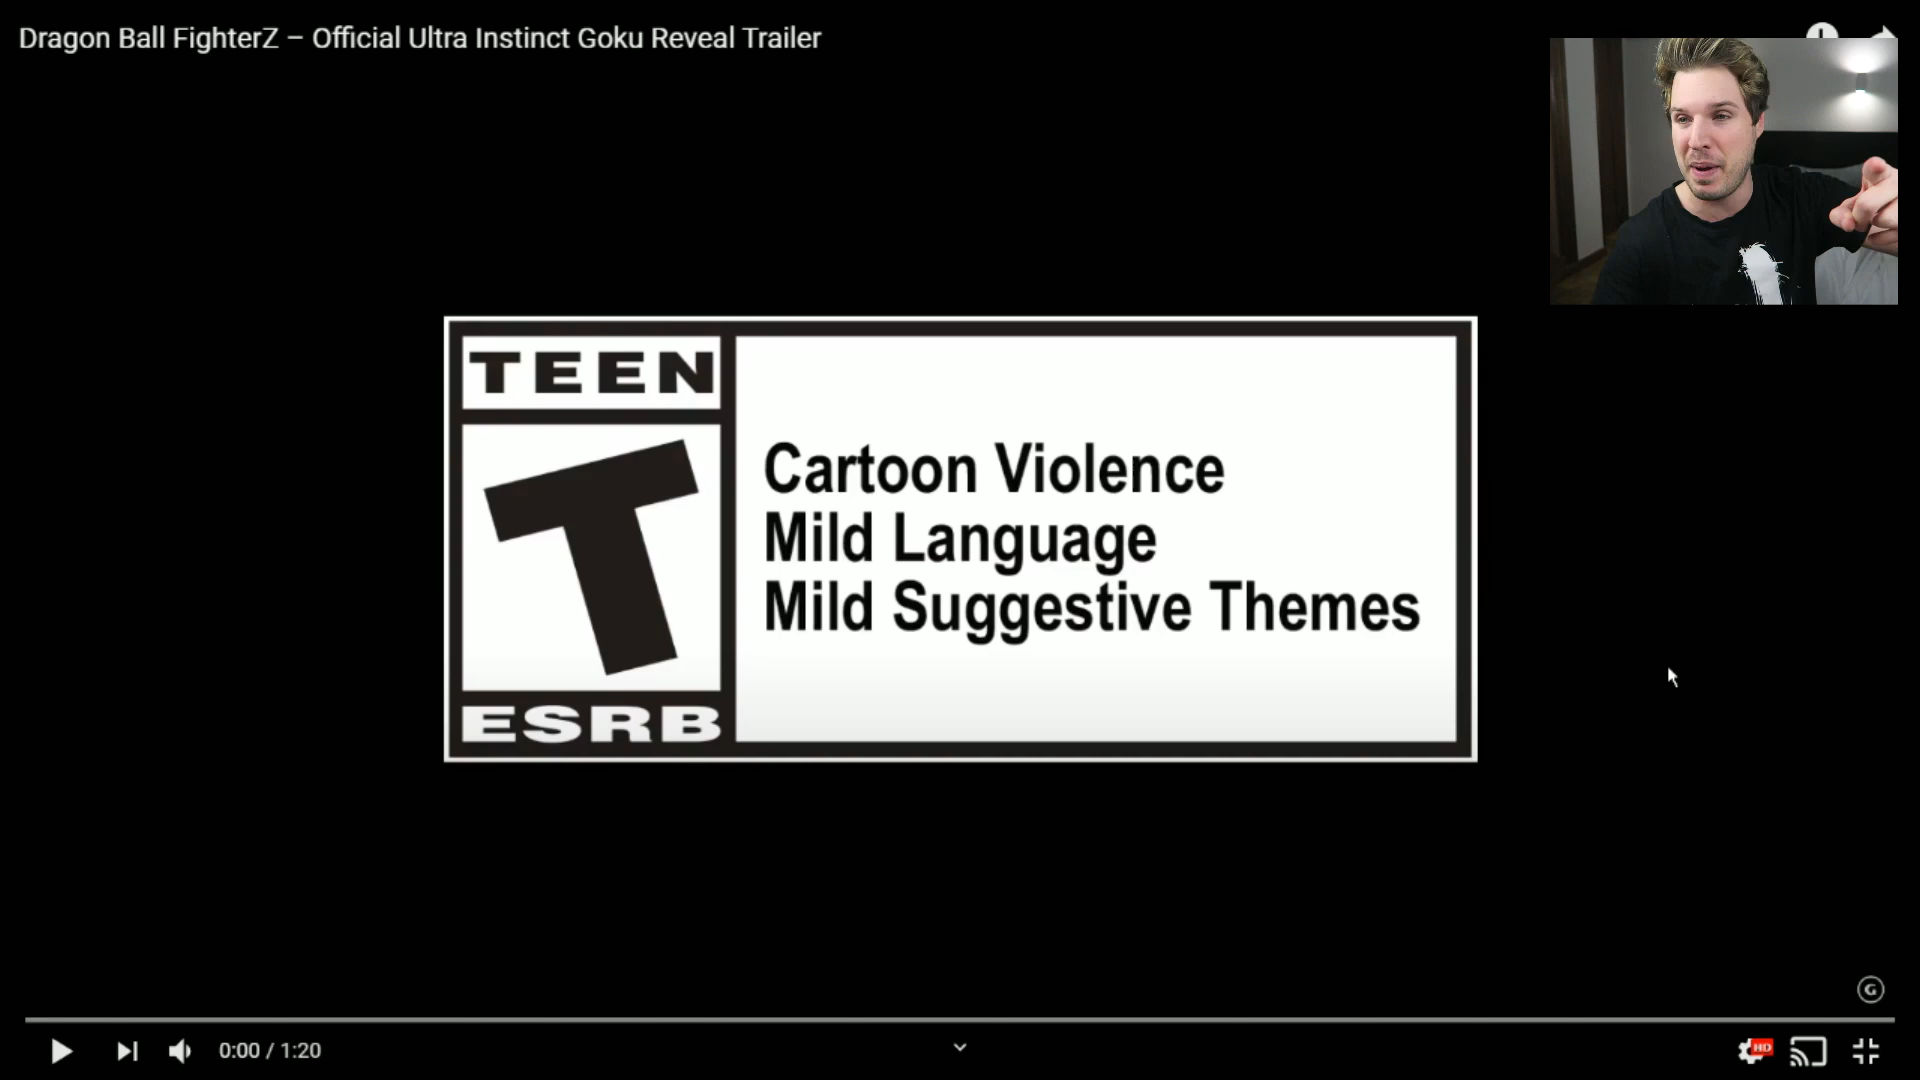 Dragon Ball FighterZ – Official Ultra Instinct Goku Reveal Trailer
TEEN
T
ESRB
Cartoon Violence
Mild Language
Mild Suggestive Themes
G
0:00 / 1:20
HD